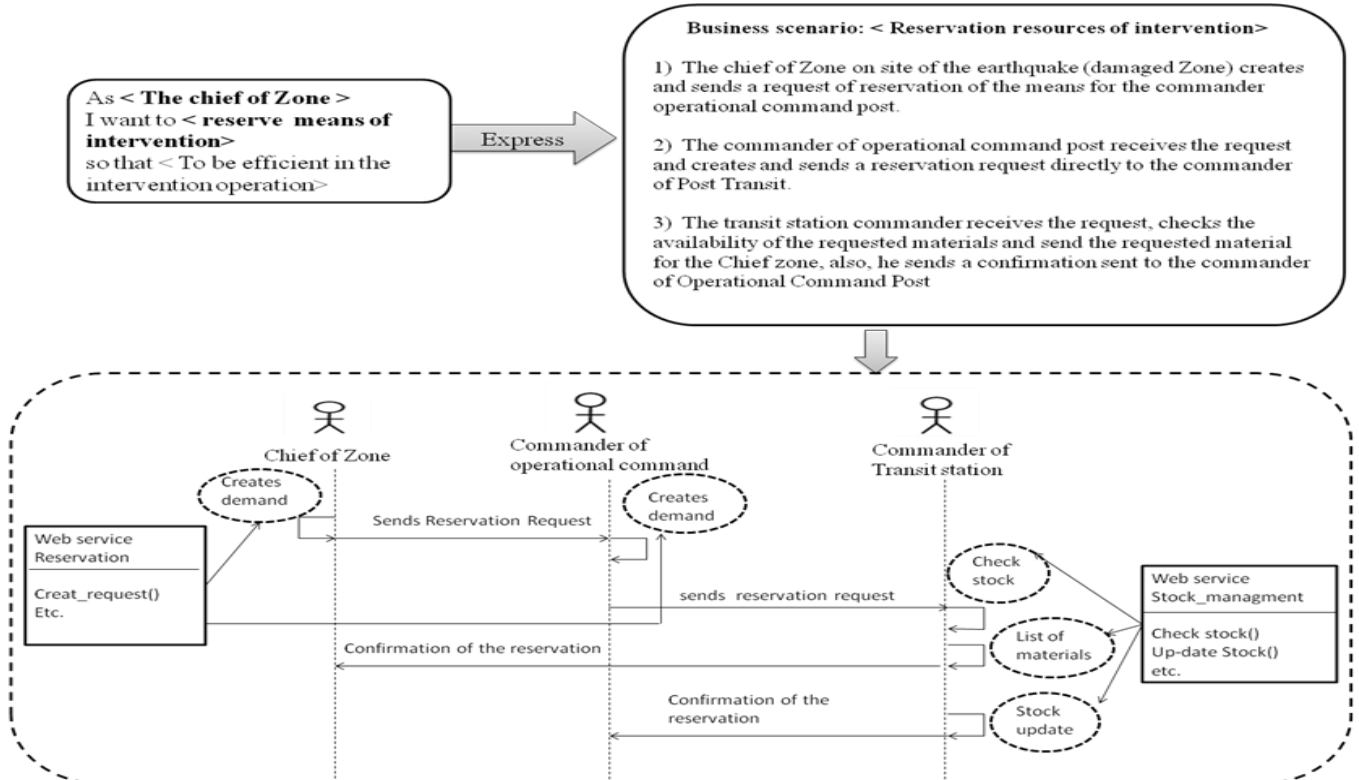 As < The chief of Zone >
I want to < reserve means of
intervention>
so that < To be efficient in the
intervention operation>
Express
Business scenario: < Reservation resources of intervention>
1) The chief of Zone on site of the earthquake (damaged Zone) creates
and sends a request of reservation of the means for the commander
operational command post.
2) The commander of operational command post receives the request
and creates and sends a reservation request directly to the commander
of Post Transit.
3) The transit station commander receives the request, checks the
availability of the requested materials and send the requested material
for the Chief zone, also, he sends a confirmation sent to the commander
of Operational Command Post
Chief of Zone
Commander of
operational command
Commander of
Transit station
Creates
demand
Creates
demand
Sends Reservation Request
Web service
Reservation
Creat_request()
Etc.
Check
stock
Web service
Stock_managment
Check stock()
Up-date Stock()
etc.
sends reservation request
List of
materials
Confirmation of the reservation
Confirmation of the
reservation
Stock
update